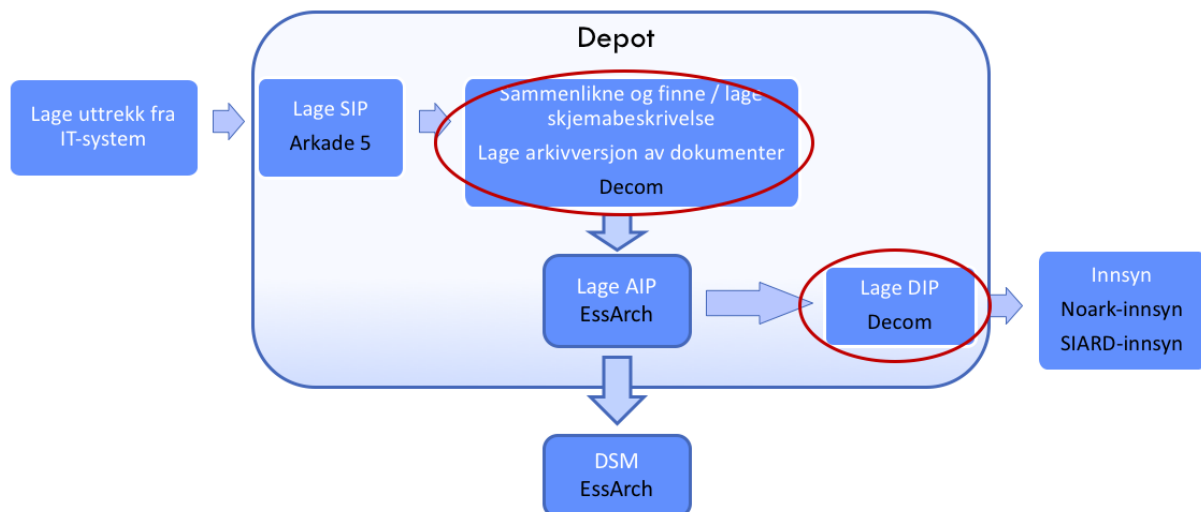 Depot
Lage uttrekk fra
IT-system
Lage SIP
Arkade 5
Sammenlikne og finne / lage
skjemabeskrivelse
Lage arkivversjon av dokumenter
Decom
Lage AIP
EssArch
Lage DIP
Decom
Innsyn
Noark-innsyn
SIARD-innsyn
DSM
EssArch